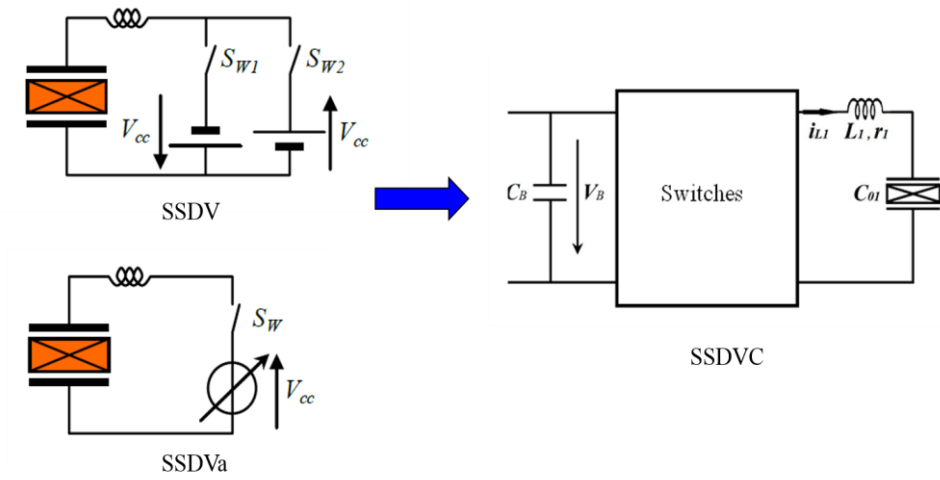 S_W1
S_W2
V_cc
V_cc
SSDV
S_W
V_cc
SSDVa
C_B
V_B
Switches
i_L1 L_1, r_1
C_01
SSDVC